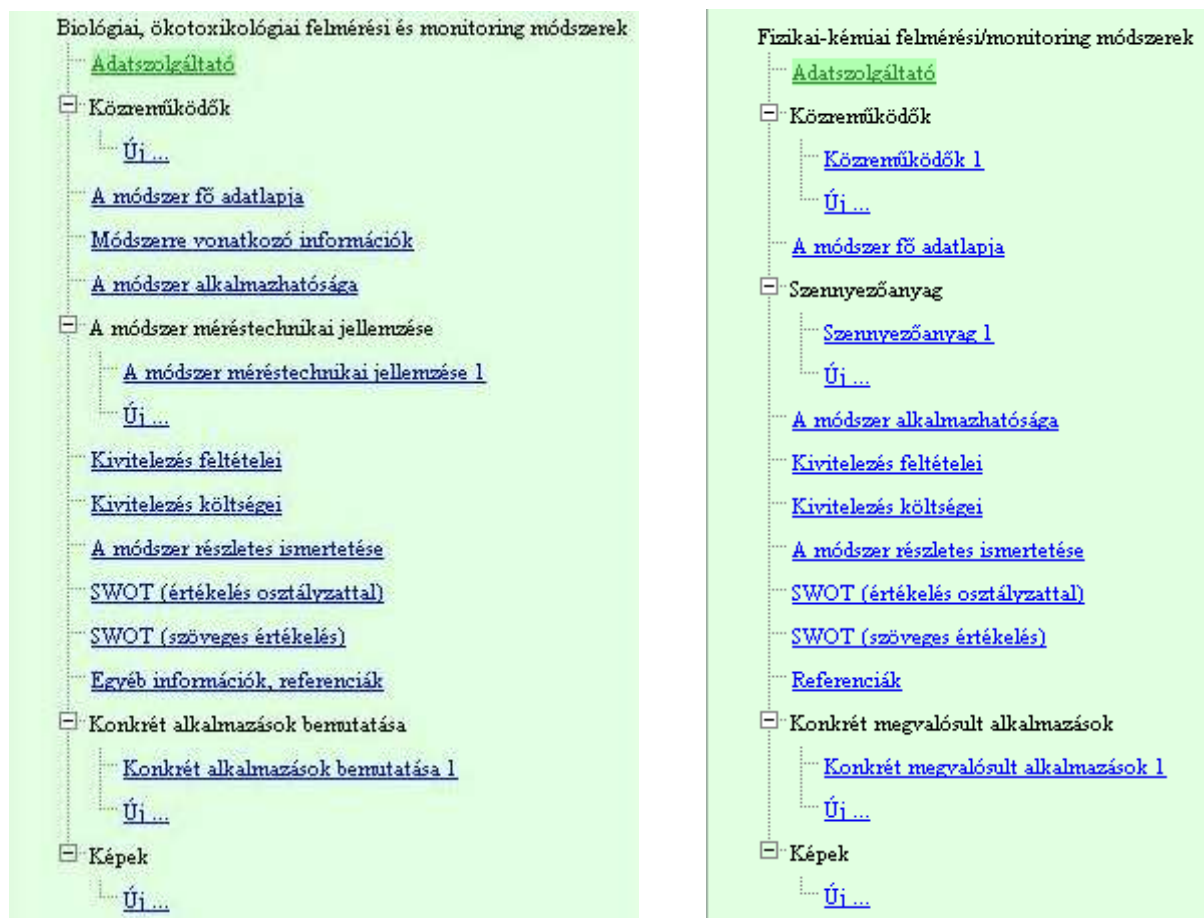 Biológiai, ökotoxikológiai felmérési és monitoring módszerek
Adatszolgáltató
Közreműködők
Új ...
A módszer fő adatlapja
Módszerre vonatkozó információk
A módszer alkalmazhatósága
A módszer méréstechnikai jellemzése
A módszer méréstechnikai jellemzése 1
Új ...
Kivitelezés feltételei
Kivitelezés költségei
A módszer részletes ismertetése
SWOT (értékelés osztályzattal)
SWOT (szöveges értékelés)
Egyéb információk, referenciák
Konkrét alkalmazások bemutatása
Konkrét alkalmazások bemutatása 1
Új ...
Képek
Új ...
Fizikai-kémiai felmérési/monitoring módszerek
Adatszolgáltató
Közreműködők
Közreműködők 1
Új ...
A módszer fő adatlapja
Szennyezőanyag
Szennyezőanyag 1
Új ...
A módszer alkalmazhatósága
Kivitelezés feltételei
Kivitelezés költségei
A módszer részletes ismertetése
SWOT (értékelés osztályzattal)
SWOT (szöveges értékelés)
Referenciák
Konkrét megvalósult alkalmazások
Konkrét megvalósult alkalmazások 1
Új ...
Képek
Új ...